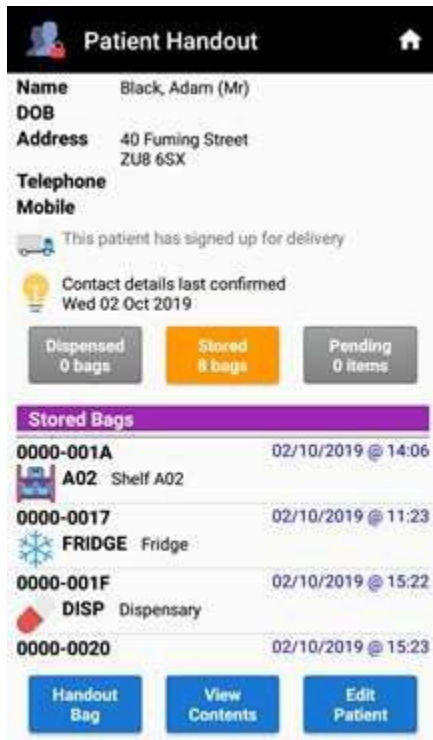 Patient Handout
Name Black, Adam (Mr)
DOB
Address 40 Fuming Street
ZU8 6SX
Telephone
Mobile
This patient has signed up for delivery
Contact details last confirmed
Wed 02 Oct 2019
Dispensed Stored Pending
0 bags 8 bags 0 items
Stored Bags
0000-001A 02/10/2019 @ 14:06
A02 Shelf A02
0000-0017 02/10/2019 @ 11:23
FRIDGE Fridge
0000-001F 02/10/2019 @ 15:22
DISP Dispensary
0000-0020 02/10/2019 @ 15:23
Handout View Edit
Bag Contents Patient